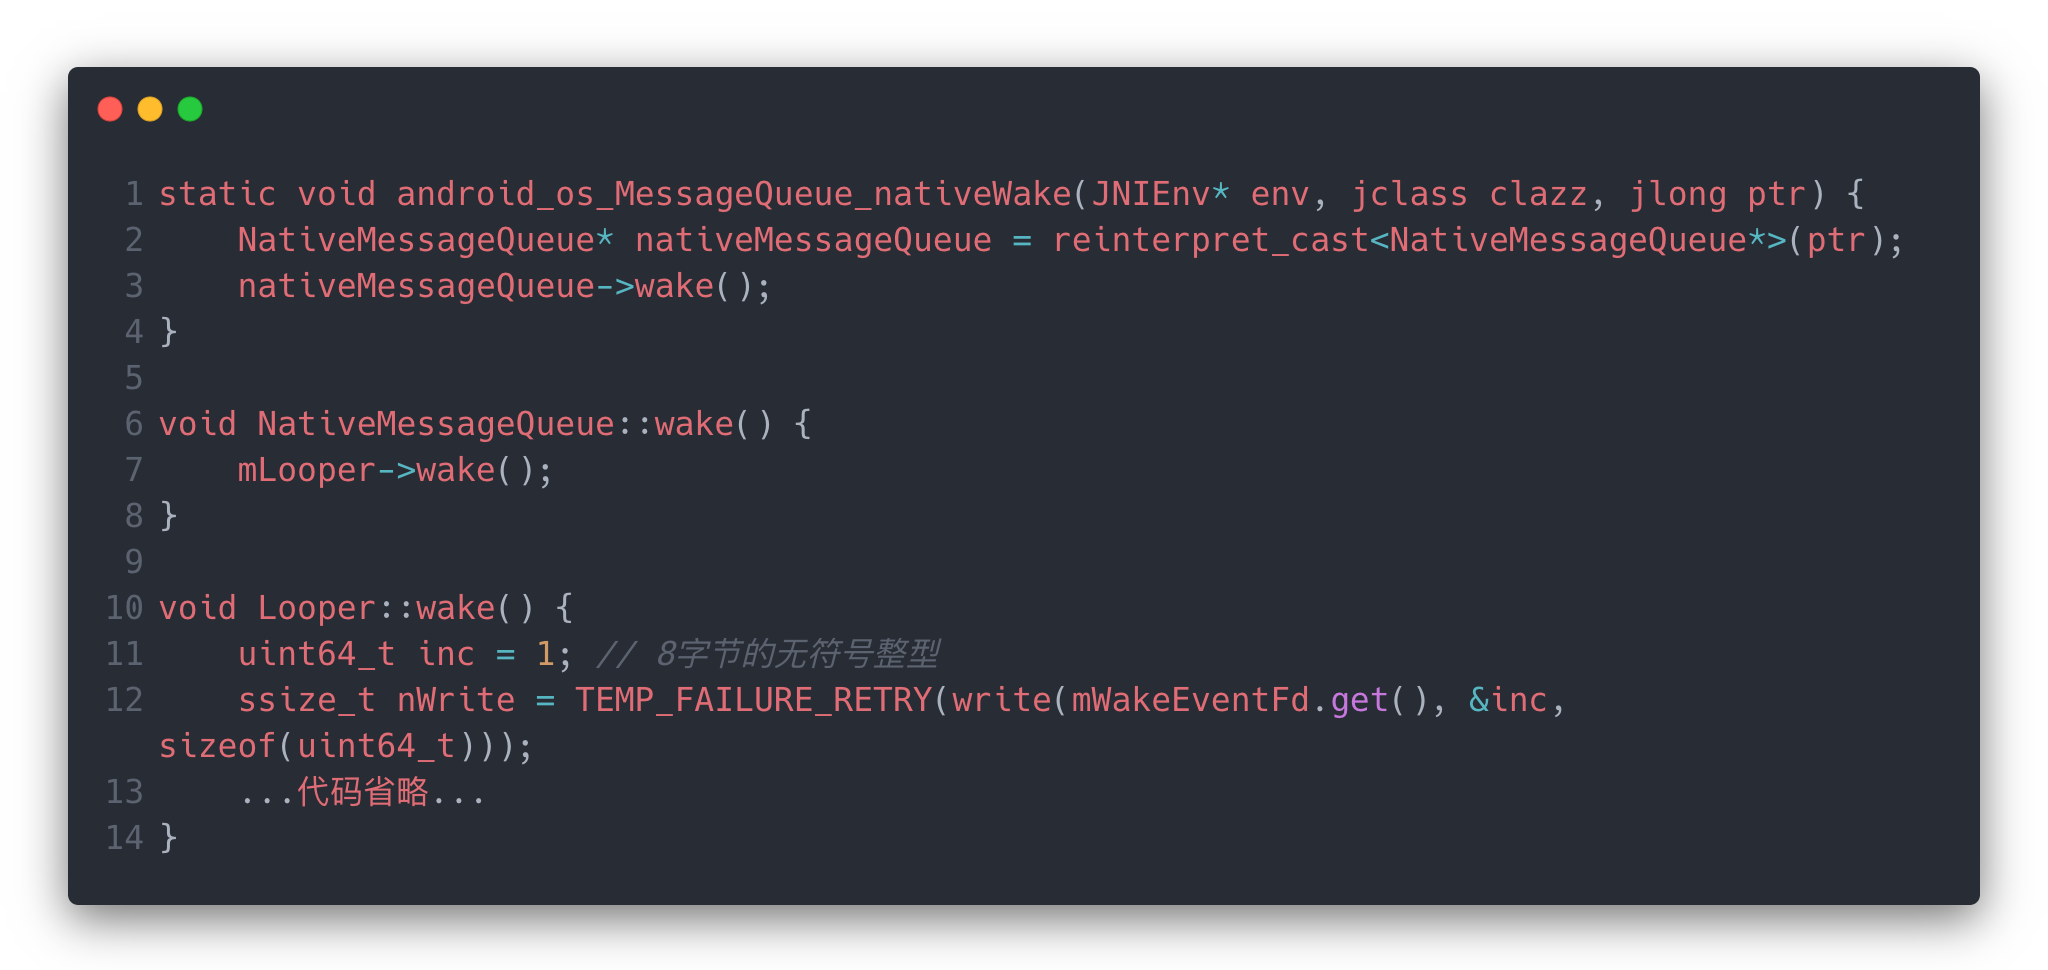 1 static void android_os_MessageQueue_nativeWake(JNIEnv* env, jclass clazz, jlong ptr) {
2     NativeMessageQueue* nativeMessageQueue = reinterpret_cast<NativeMessageQueue*>(ptr);
3     nativeMessageQueue->wake();
4 }
5
6 void NativeMessageQueue::wake() {
7     mLooper->wake();
8 }
9
10 void Looper::wake() {
11     uint64_t inc = 1; // 8字节的无符号整型
12     ssize_t nWrite = TEMP_FAILURE_RETRY(write(mWakeEventFd.get(), &inc,
sizeof(uint64_t)));
13     ...代码省略...
14 }